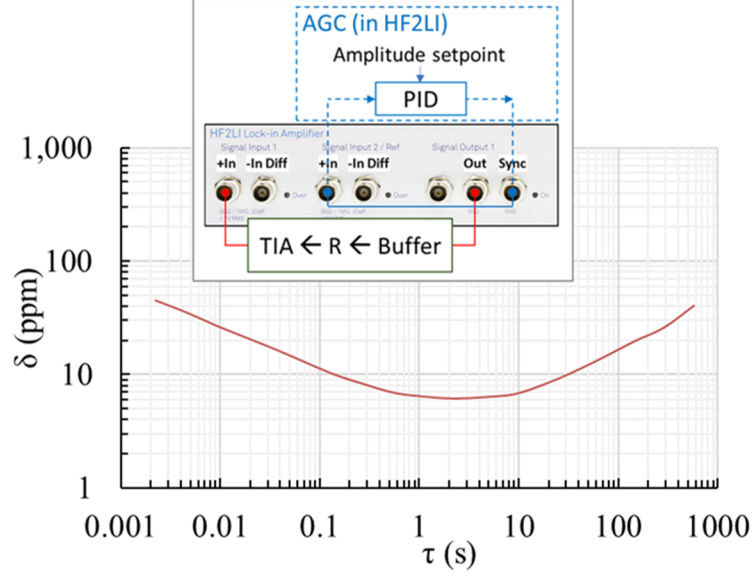 AGC (in HF2LI)
Amplitude setpoint
PID
HF2LI Lock-in Amplifier
Signal Input 1
Signal Input 2 / Ref
Signal Output 1
+In
-In Diff
+In
-In Diff
Out
Sync
Over
Over
On
TIA ← R ← Buffer
1,000
100
10
1
δ (ppm)
0.001
0.01
0.1
1
10
100
1000
τ (s)